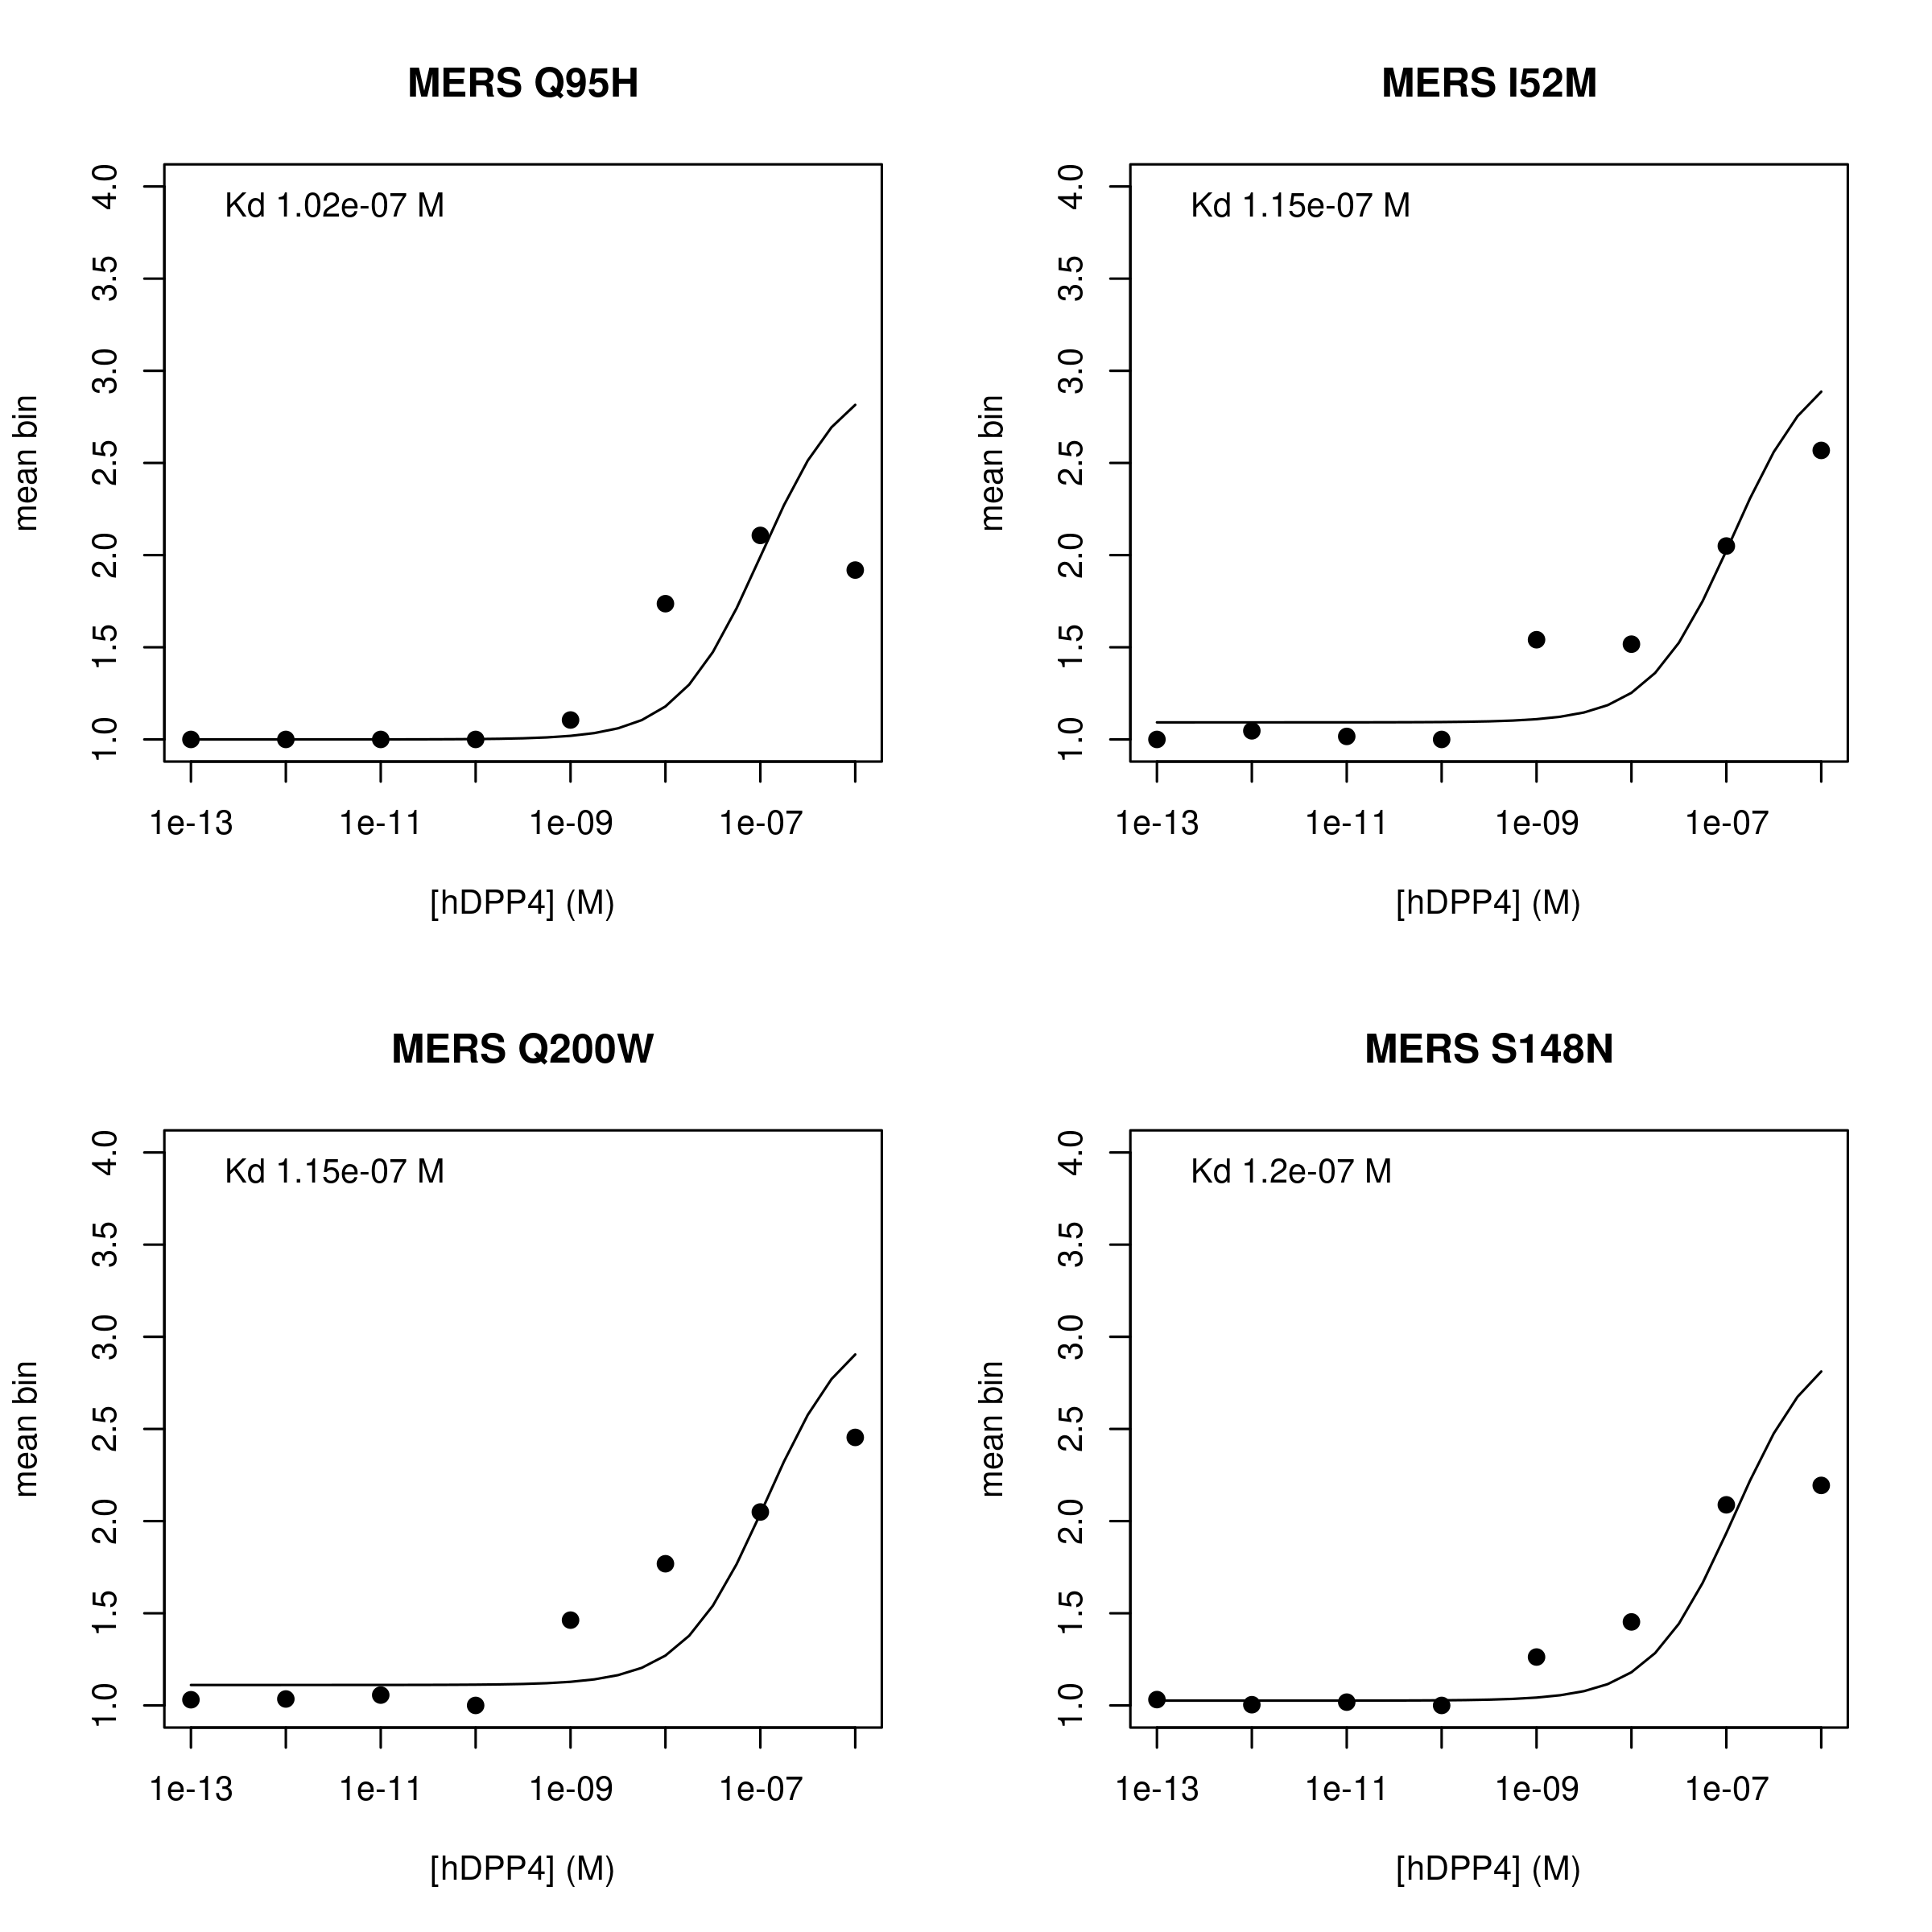 MERS Q95H
Kd 1.02e-07 M
mean bin
4.0
3.5
3.0
2.5
2.0
1.5
1.0
1e-13 1e-11 1e-09 1e-07
[hDPP4] (M)
MERS I52M
Kd 1.15e-07 M
mean bin
4.0
3.5
3.0
2.5
2.0
1.5
1.0
1e-13 1e-11 1e-09 1e-07
[hDPP4] (M)
MERS Q200W
Kd 1.15e-07 M
mean bin
4.0
3.5
3.0
2.5
2.0
1.5
1.0
1e-13 1e-11 1e-09 1e-07
[hDPP4] (M)
MERS S148N
Kd 1.2e-07 M
mean bin
4.0
3.5
3.0
2.5
2.0
1.5
1.0
1e-13 1e-11 1e-09 1e-07
[hDPP4] (M)